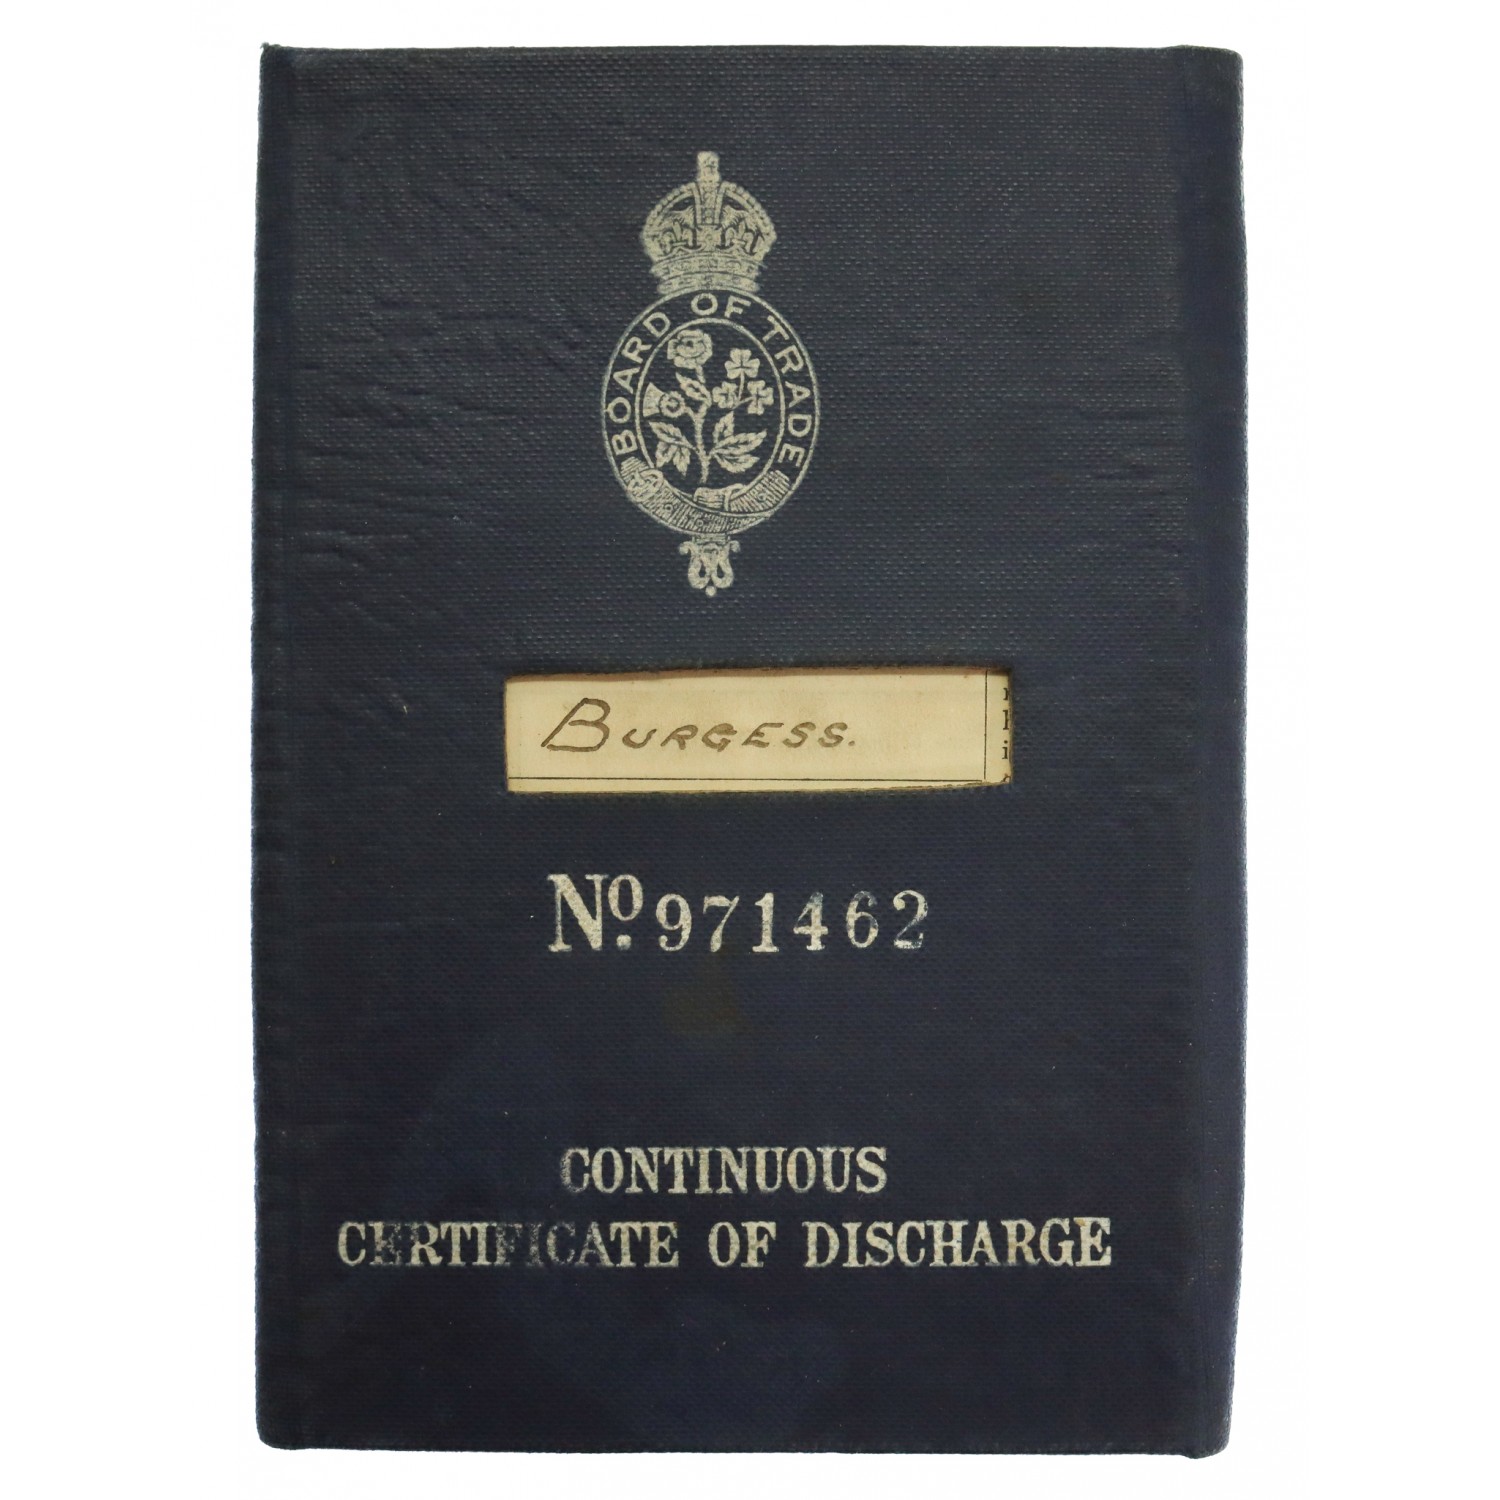 BOARD OF TRADE
BURGESS.
No. 971462
CONTINUOUS
CERTIFICATE OF DISCHARGE